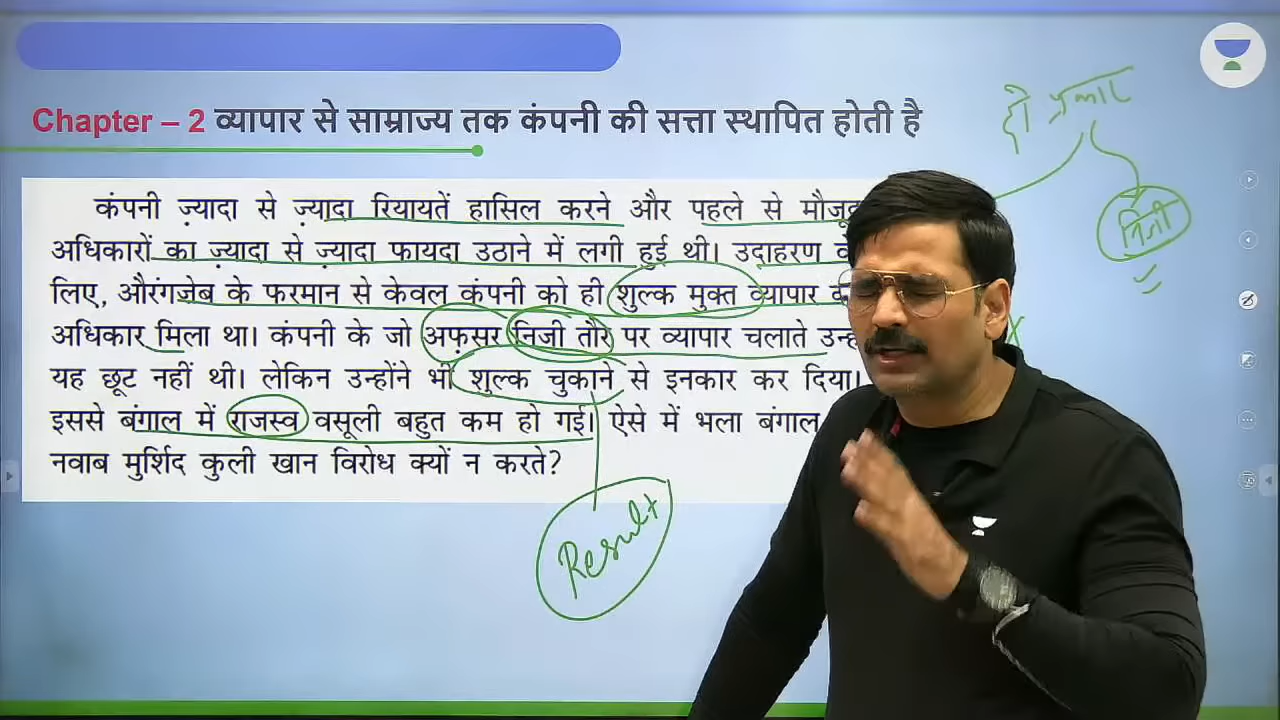 Chapter – 2 व्यापार से साम्राज्य तक कंपनी की सत्ता स्थापित होती है
दो प्रकार
निजी
कंपनी ज़्यादा से ज़्यादा रियायतें हासिल करने और पहले से मौजूद
अधिकारों का ज़्यादा से ज़्यादा फायदा उठाने में लगी हुई थी। उदाहरण
लिए, औरंगज़ेब के फरमान से केवल कंपनी को ही शुल्क मुक्त व्यापार
अधिकार मिला था। कंपनी के जो अफ़सर निजी तौर पर व्यापार चलाते उन्हें
यह छूट नहीं थी। लेकिन उन्होंने भी शुल्क चुकाने से इनकार कर दिया।
इससे बंगाल में राजस्व वसूली बहुत कम हो गई। ऐसे में भला बंगाल
नवाब मुर्शिद कुली खान विरोध क्यों न करते?
Result